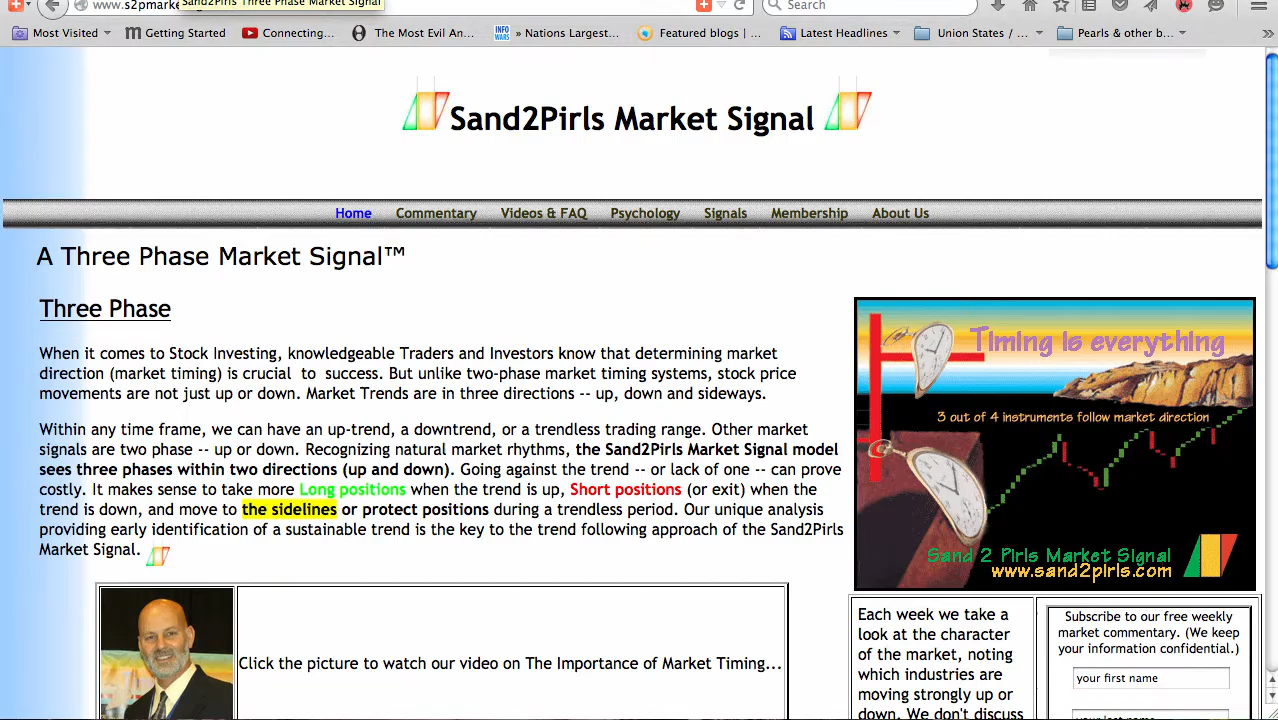 Sand2Pirls Three Phase Market Signal
www.s2pmarke
Search
Most Visited
Getting Started
Connecting...
The Most Evil An...
INFO WARS
» Nations Largest...
Featured blogs | ...
Latest Headlines
Union States / ...
Pearls & other b...
»
Sand2Pirls Market Signal
Home
Commentary
Videos & FAQ
Psychology
Signals
Membership
About Us
A Three Phase Market Signal™
Three Phase
When it comes to Stock Investing, knowledgeable Traders and Investors know that determining market
direction (market timing) is crucial to success. But unlike two-phase market timing systems, stock price
movements are not just up or down. Market Trends are in three directions -- up, down and sideways.
Within any time frame, we can have an up-trend, a downtrend, or a trendless trading range. Other market
signals are two phase -- up or down. Recognizing natural market rhythms, the Sand2Pirls Market Signal model
sees three phases within two directions (up and down). Going against the trend -- or lack of one -- can prove
costly. It makes sense to take more Long positions when the trend is up, Short positions (or exit) when the
trend is down, and move to the sidelines or protect positions during a trendless period. Our unique analysis
providing early identification of a sustainable trend is the key to the trend following approach of the Sand2Pirls
Market Signal.
Timing is everything
3 out of 4 instruments follow market direction
Sand 2 Pirls Market Signal
www.sand2pirls.com
Click the picture to watch our video on The Importance of Market Timing...
Each week we take a
look at the character
of the market, noting
which industries are
moving strongly up or
down. We don't discuss
Subscribe to our free weekly
market commentary. (We keep
your information confidential.)
your first name